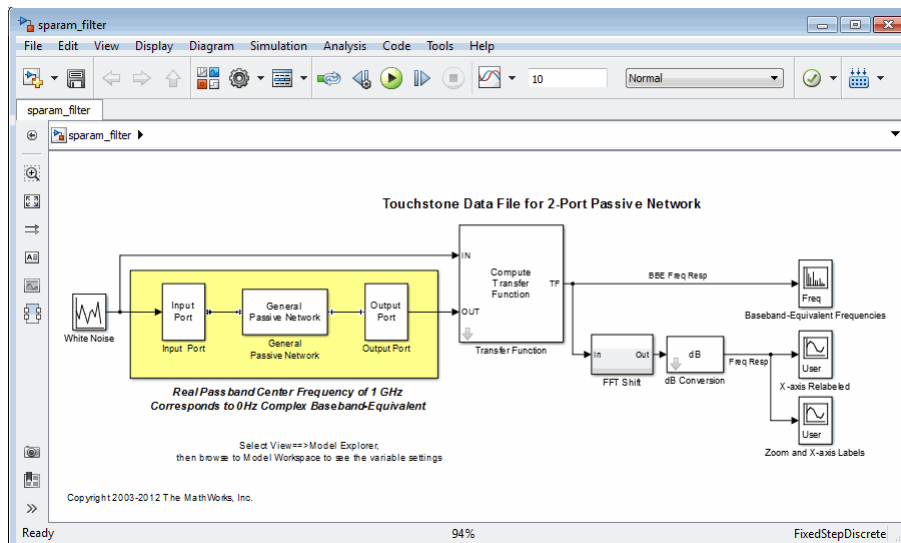 sparam_filter
File Edit View Display Diagram Simulation Analysis Code Tools Help
10
Normal
sparam_filter
sparam_filter
Touchstone Data File for 2-Port Passive Network
IN
Compute
Transfer
Function
TF
OUT
Transfer Function
BBE Freq Resp
Freq
Baseband-Equivalent Frequencies
White Noise
Input
Port
Input Port
General
Passive Network
General
Passive Network
Output
Port
Output Port
In
Out
FFT Shift
dB
dB Conversion
Freq Resp
User
X-axis Relabeled
User
Zoom and X-axis Labels
Real Passband Center Frequency of 1 GHz
Corresponds to 0Hz Complex Baseband-Equivalent
Select View==>Model Explorer,
then browse to Model Workspace to see the variable settings
Copyright 2003-2012 The MathWorks, Inc.
Ready
94%
FixedStepDiscrete